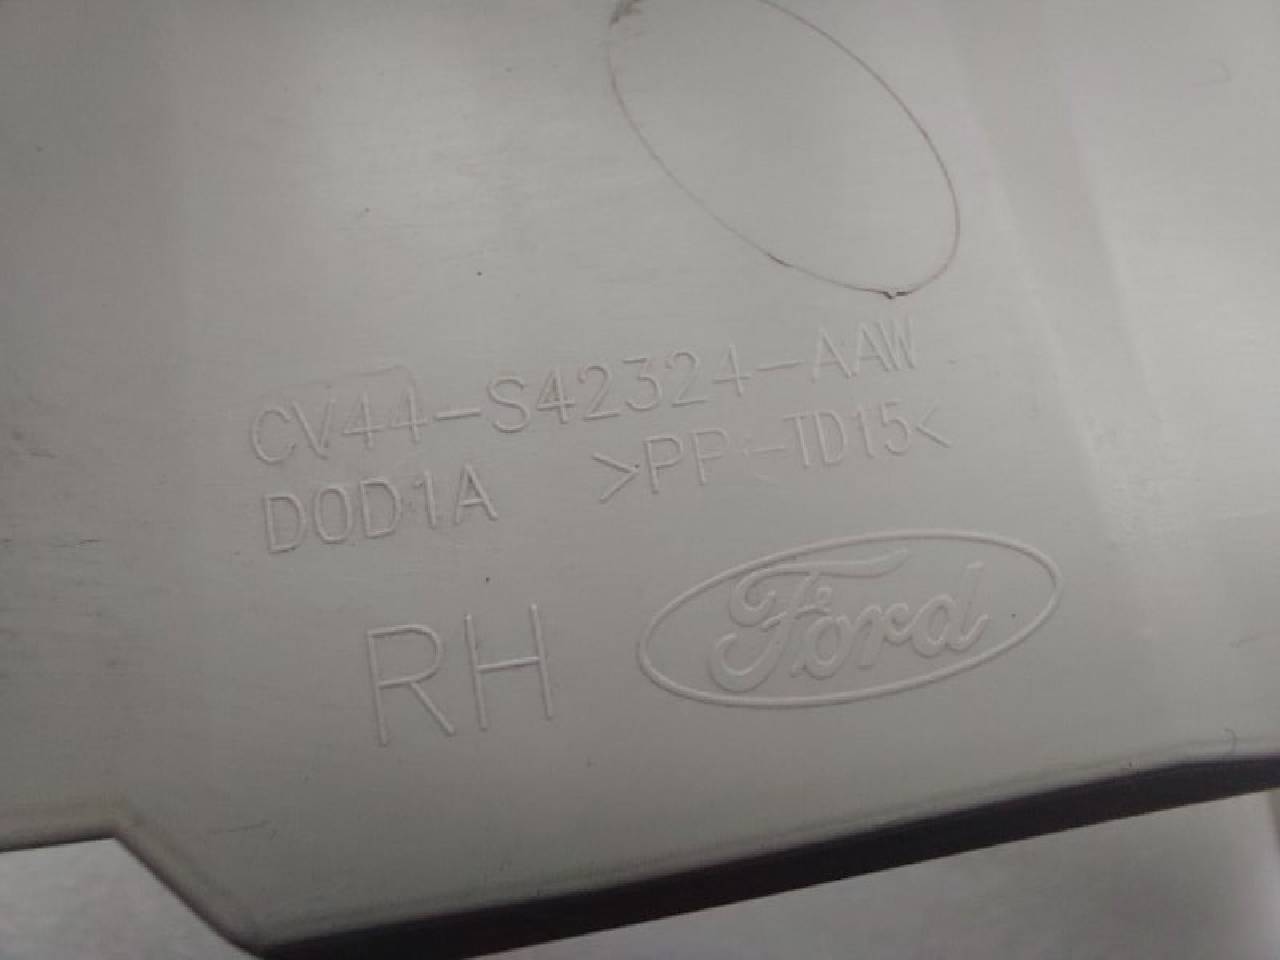 CV44-S42324-AAW
D0D1A >PP-TD15<
RH
Ford